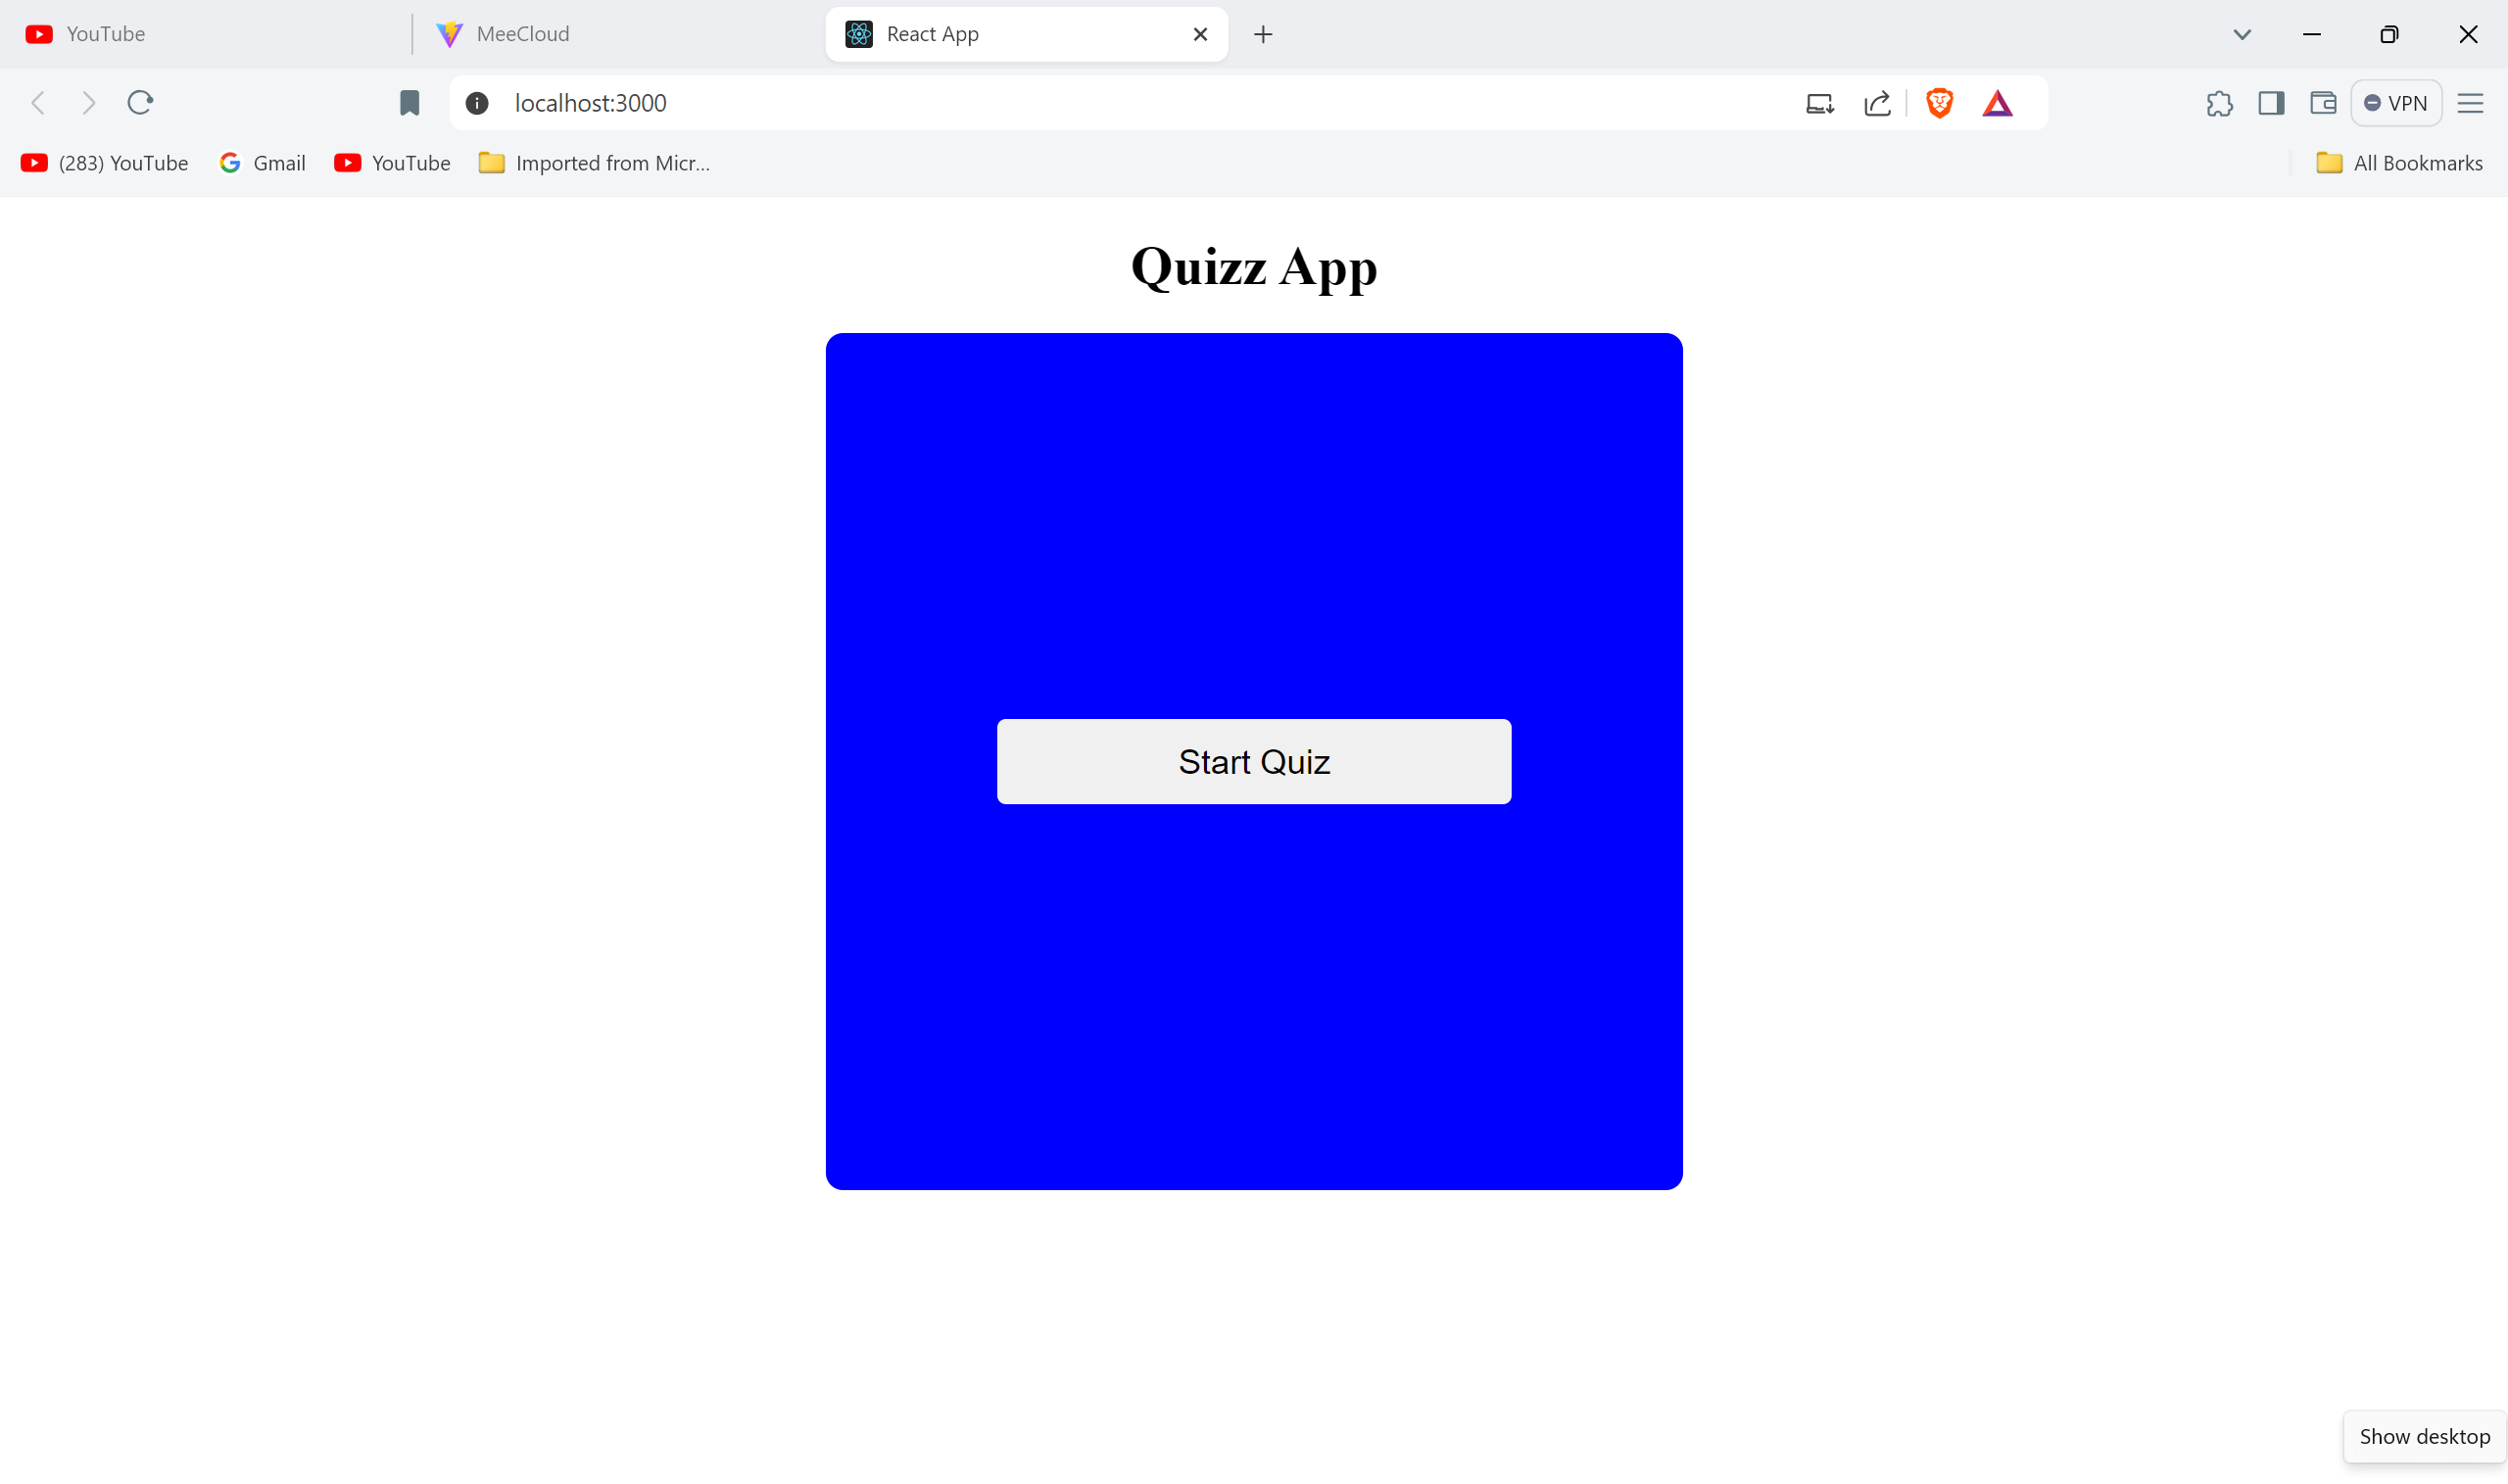 YouTube
MeeCloud
React App
localhost:3000
VPN
(283) YouTube
Gmail
YouTube
Imported from Micr...
All Bookmarks
Quizz App
Start Quiz
Show desktop